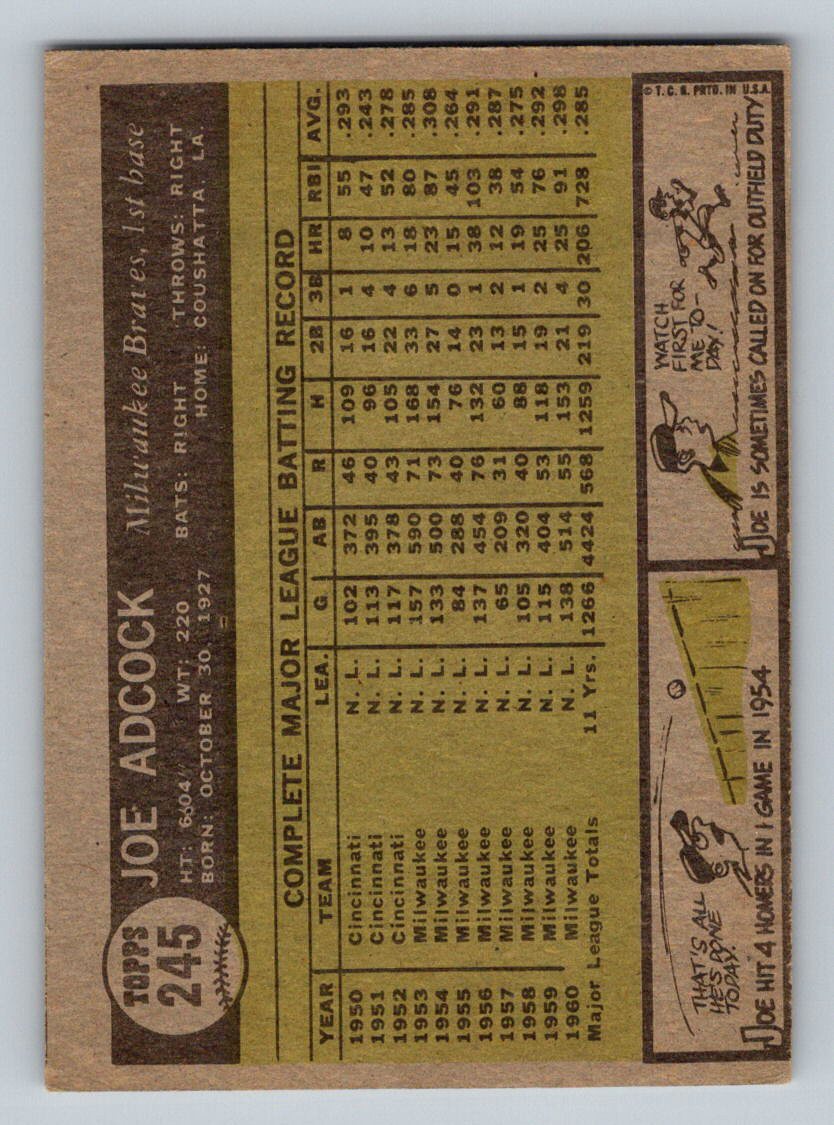 TOPPS
245
JOE ADCOCK Milwaukee Braves, 1st base
HT: 6'04" WT: 220 BATS: RIGHT THROWS: RIGHT
BORN: OCTOBER 30, 1927 HOME: COUSHATTA, LA.
COMPLETE MAJOR LEAGUE BATTING RECORD
YEAR TEAM LEA. G AB R H 2B 3B HR RBI AVG.
1950 Cincinnati N. L. 102 372 46 109 16 1 8 55 .293
1951 Cincinnati N. L. 113 395 40 96 16 4 10 47 .243
1952 Cincinnati N. L. 117 378 43 105 22 4 13 52 .278
1953 Milwaukee N. L. 157 590 71 168 33 6 18 80 .285
1954 Milwaukee N. L. 133 500 73 154 27 5 23 87 .308
1955 Milwaukee N. L. 84 288 40 76 14 0 15 45 .264
1956 Milwaukee N. L. 137 454 76 132 23 1 38 103 .291
1957 Milwaukee N. L. 65 209 31 60 13 2 12 38 .287
1958 Milwaukee N. L. 105 320 40 88 15 1 19 54 .275
1959 Milwaukee N. L. 115 404 53 118 19 2 25 76 .292
1960 Milwaukee N. L. 138 514 55 153 21 4 25 91 .298
Major League Totals 11 Yrs. 1266 4424 568 1259 219 30 206 728 .285
THAT'S ALL
HE'S DONE
TODAY.
JOE HIT 4 HOMERS IN 1 GAME IN 1954
WATCH
FIRST FOR
ME TO-
DAY!
JOE IS SOMETIMES CALLED ON FOR OUTFIELD DUTY
© T. C. G. PRTD. IN U.S.A.